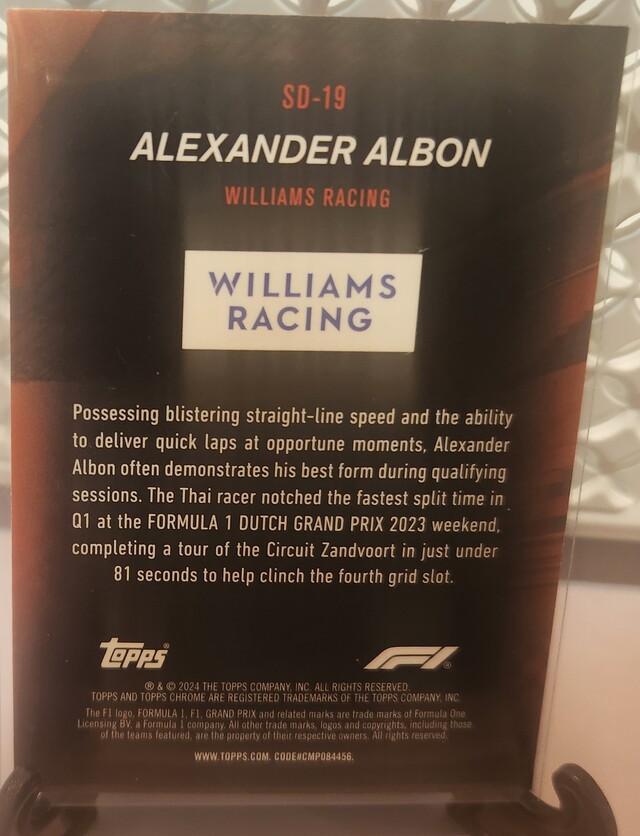 SD-19
ALEXANDER ALBON
WILLIAMS RACING
WILLIAMS
RACING
Possessing blistering straight-line speed and the ability
to deliver quick laps at opportune moments, Alexander
Albon often demonstrates his best form during qualifying
sessions. The Thai racer notched the fastest split time in
Q1 at the FORMULA 1 DUTCH GRAND PRIX 2023 weekend,
completing a tour of the Circuit Zandvoort in just under
81 seconds to help clinch the fourth grid slot.
Topps® F1®
® & © 2024 THE TOPPS COMPANY, INC. ALL RIGHTS RESERVED.
TOPPS AND TOPPS CHROME ARE REGISTERED TRADEMARKS OF THE TOPPS COMPANY, INC.
The F1 logo, FORMULA 1, F1, GRAND PRIX and related marks are trade marks of Formula One
Licensing BV, a Formula 1 company. All other trade marks, logos and copyrights, including those
of the teams featured, are the property of their respective owners. All rights reserved.
WWW.TOPPS.COM. CODE#CMP084456.